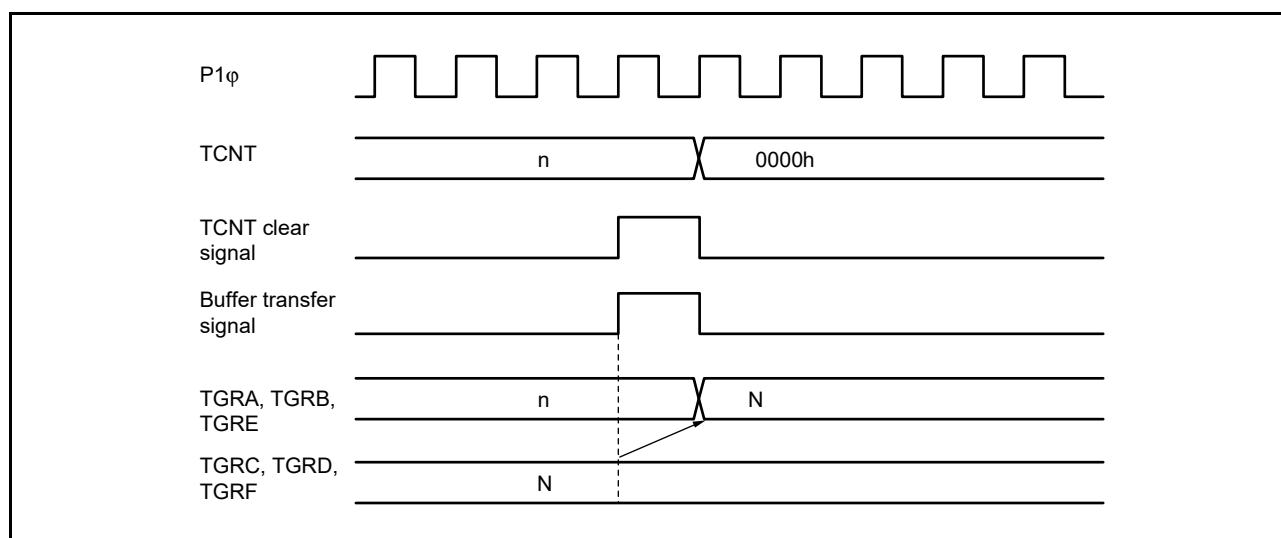 P1φ
TCNT
n
0000h
TCNT clear
signal
Buffer transfer
signal
TGRA, TGRB,
TGRE
n
N
TGRC, TGRD,
TGRF
N